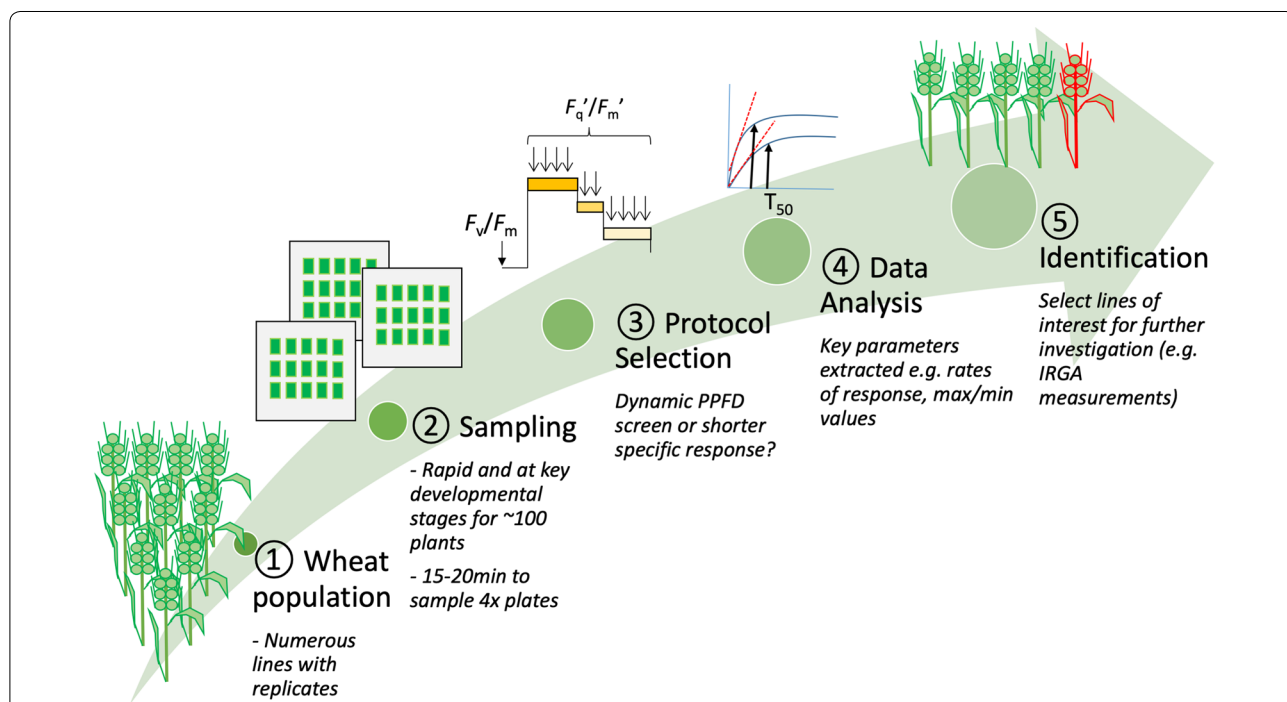 ① Wheat
population
- Numerous
lines with
replicates
② Sampling
- Rapid and at key
developmental
stages for ~100
plants
- 15-20min to
sample 4x plates
Fq'/Fm'
Fv/Fm
③ Protocol
Selection
Dynamic PPFD
screen or shorter
specific response?
T50
④ Data
Analysis
Key parameters
extracted e.g. rates
of response, max/min
values
⑤
Identification
Select lines of
interest for further
investigation (e.g.
IRGA
measurements)